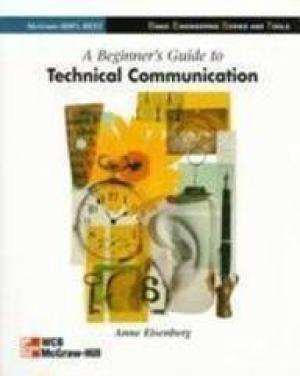 McGraw-Hill's BEST
BASIC ENGINEERING SERIES AND TOOLS
A Beginner's Guide to
Technical Communication
Anne Eisenberg
WCB
McGraw-Hill